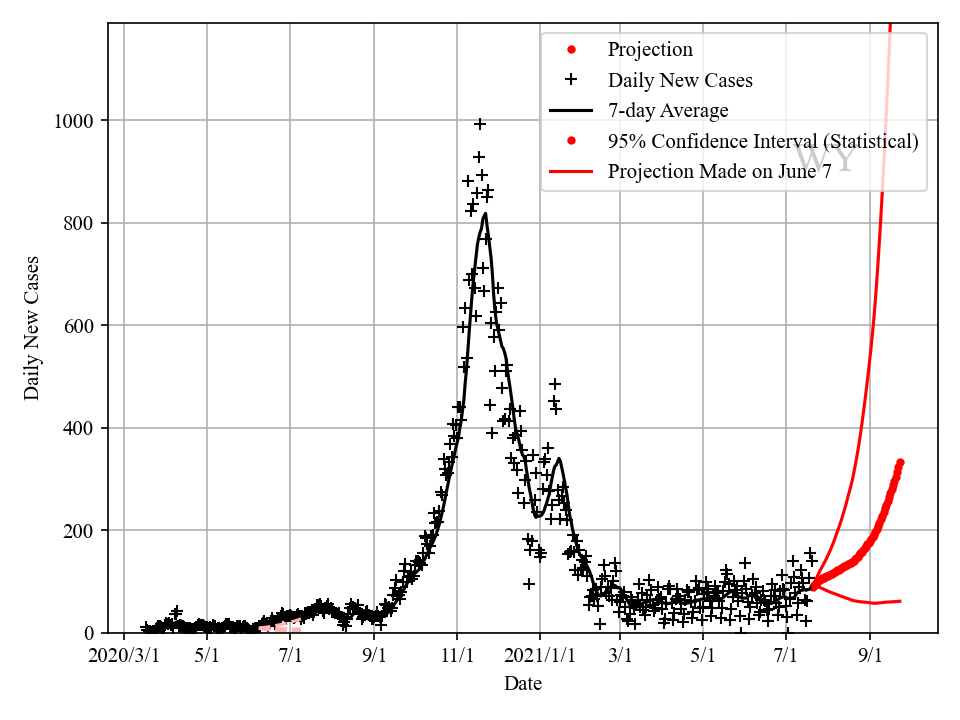 Projection
Daily New Cases
7-day Average
95% Confidence Interval (Statistical)
Projection Made on June 7
WY
1000
800
600
400
200
0
Daily New Cases
2020/3/1 5/1 7/1 9/1 11/1 2021/1/1 3/1 5/1 7/1 9/1
Date